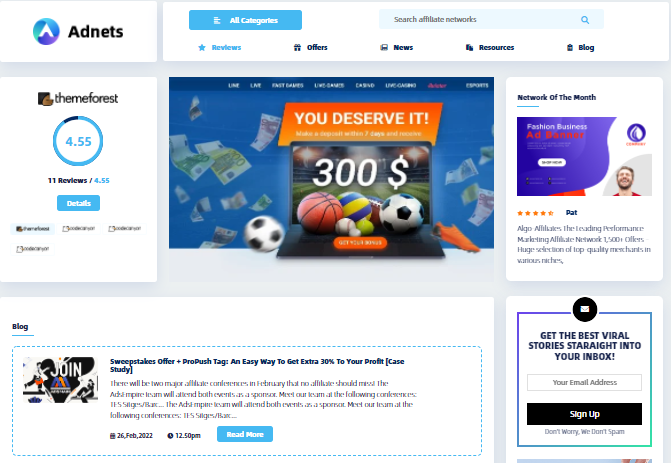 Adnets
All Categories
Search affiliate networks
Reviews
Offers
News
Resources
Blog
themeforest
4.55
11 Reviews / 4.55
Details
themeforest
codecanyon
codecanyon
codecanyon
LIVE LIVE FAST GAMES LIVE-GAMES CASINO LIVE-CASINO ESPORTS
YOU DESERVE IT!
Make a deposit within 7 days and receive
300 $
GET YOUR BONUS
Network Of The Month
Fashion Business
Ad Banner
SHOP NOW
COMPANY
Pat
Algo-Affiliates The Leading Performance
Marketing Affiliate Network 1,500+ Offers
Huge selection of top-quality merchants in
various niches,
Blog
JOIN
Sweepstakes Offer + ProPush Tag: An Easy Way To Get Extra 30% To Your Profit [Case
Study]
There will be two major affiliate conferences in February that no affiliate should miss! The
AdsEmpire team will attend both events as a sponsor. Meet our team at the following conferences:
TES Sitges/Barc... The AdsEmpire team will attend both events as a sponsor. Meet our team at the
following conferences: TES Sitges/Barc...
26,Feb,2022
12.50pm
Read More
GET THE BEST VIRAL
STORIES STARAIGHT INTO
YOUR INBOX!
Your Email Address
Sign Up
Don't Worry, We Don't Spam